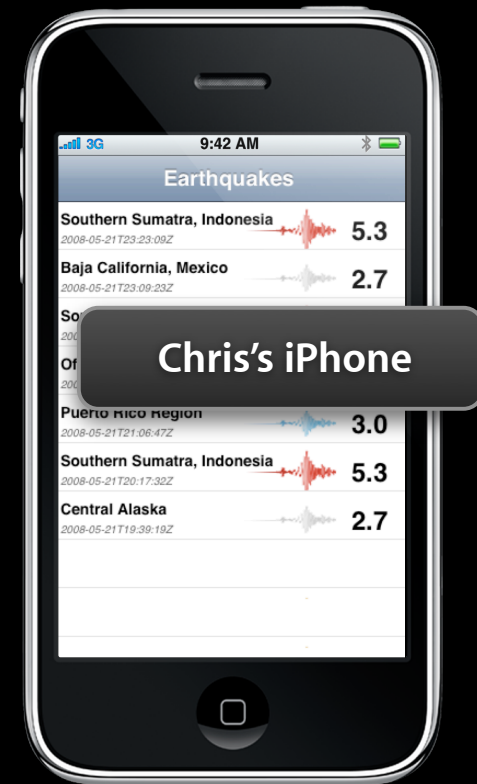 3G 9:42 AM
Earthquakes
Southern Sumatra, Indonesia 5.3
2008-05-21T23:23:09Z
Baja California, Mexico 2.7
2008-05-21T23:09:23Z
Chris's iPhone
Puerto Rico Region 3.0
2008-05-21T21:06:47Z
Southern Sumatra, Indonesia 5.3
2008-05-21T20:17:32Z
Central Alaska 2.7
2008-05-21T19:39:19Z